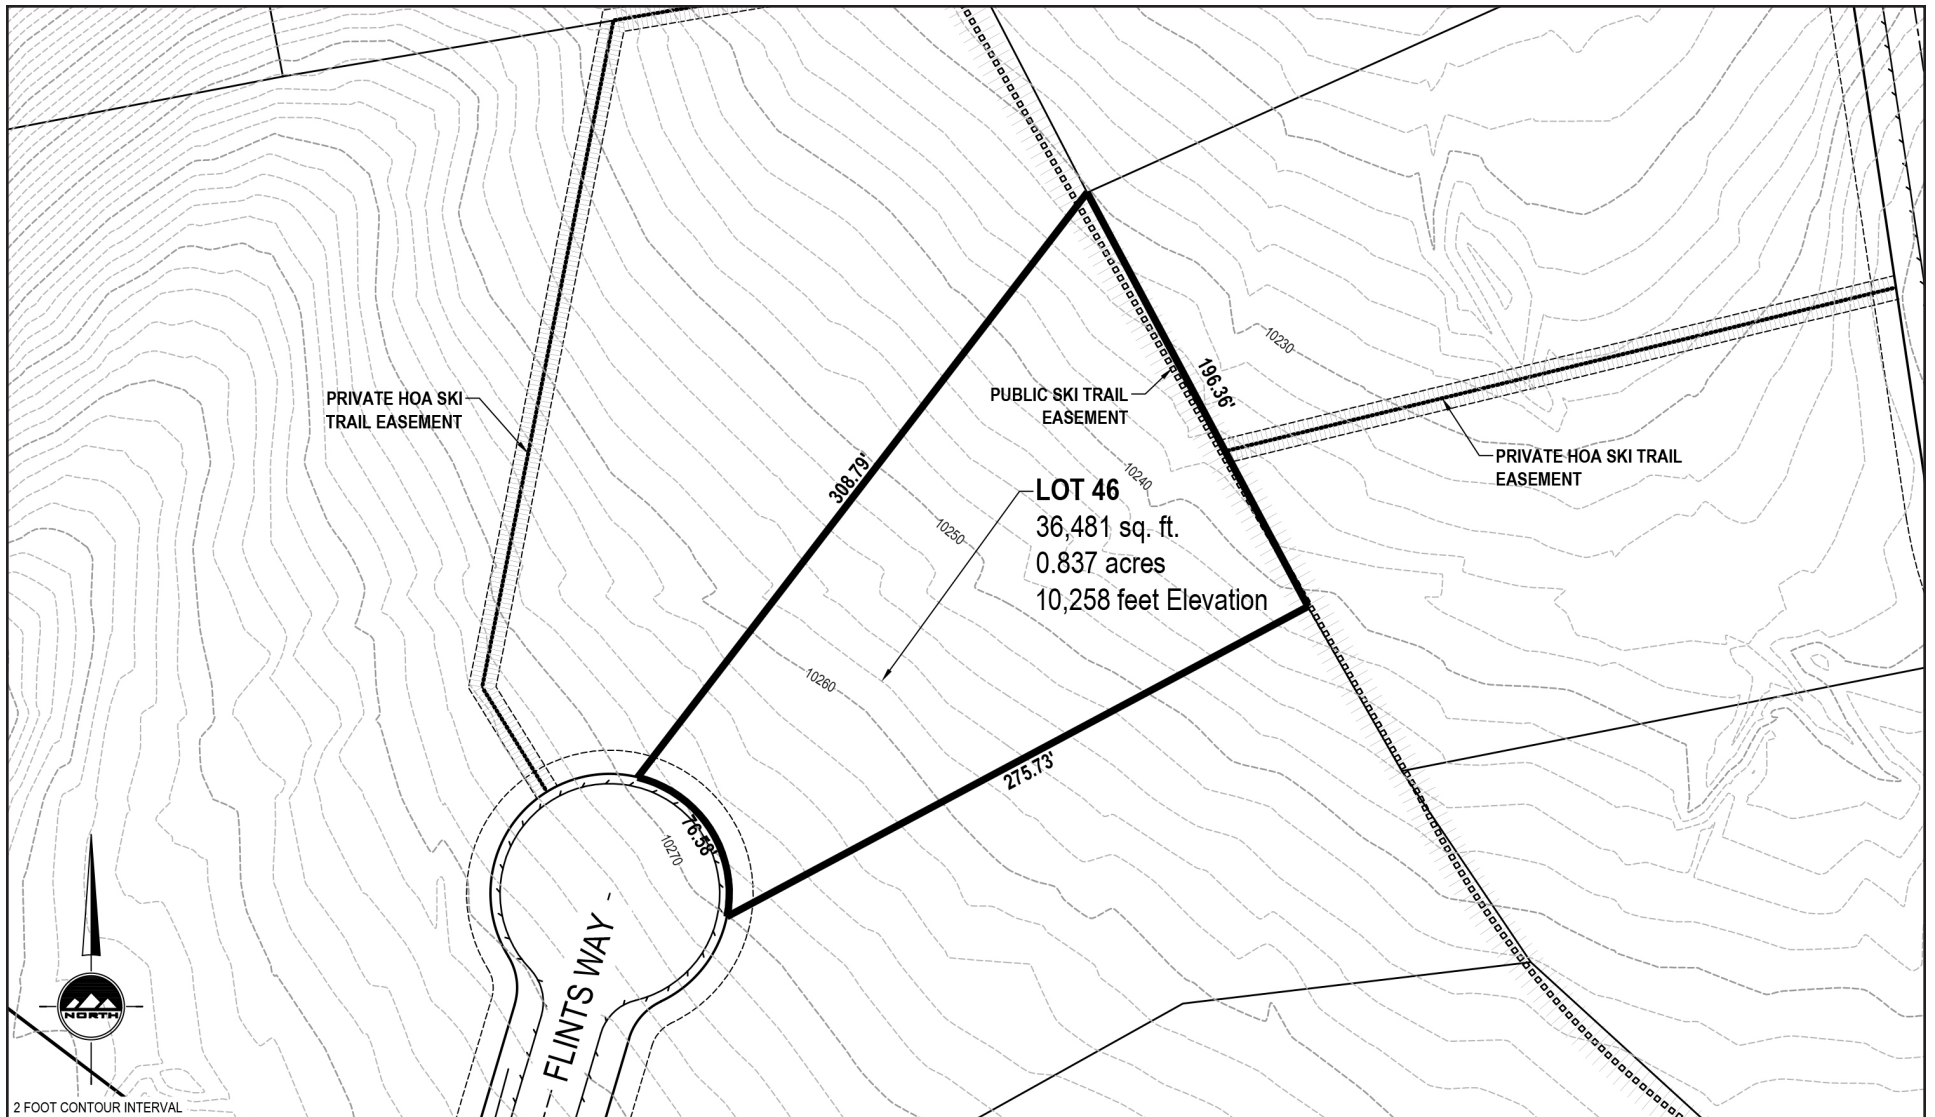 10230
PRIVATE HOA SKI
TRAIL EASEMENT
PUBLIC SKI TRAIL
EASEMENT
196.36'
308.79'
PRIVATE HOA SKI TRAIL
EASEMENT
10240
LOT 46
36,481 sq. ft.
0.837 acres
10,258 feet Elevation
10250
10260
275.73'
76.58'
10270
FLINTS WAY
NORTH
2 FOOT CONTOUR INTERVAL